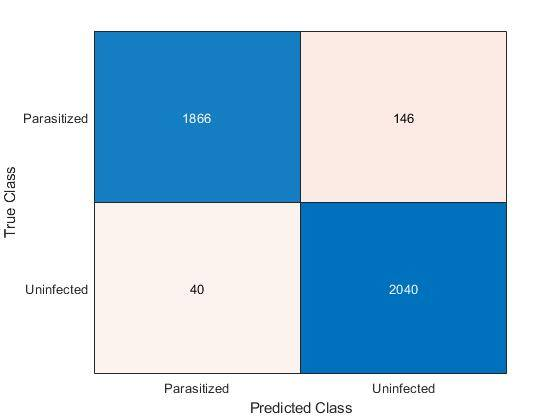 True Class
Parasitized
1866
146
Uninfected
40
2040
Parasitized
Uninfected
Predicted Class